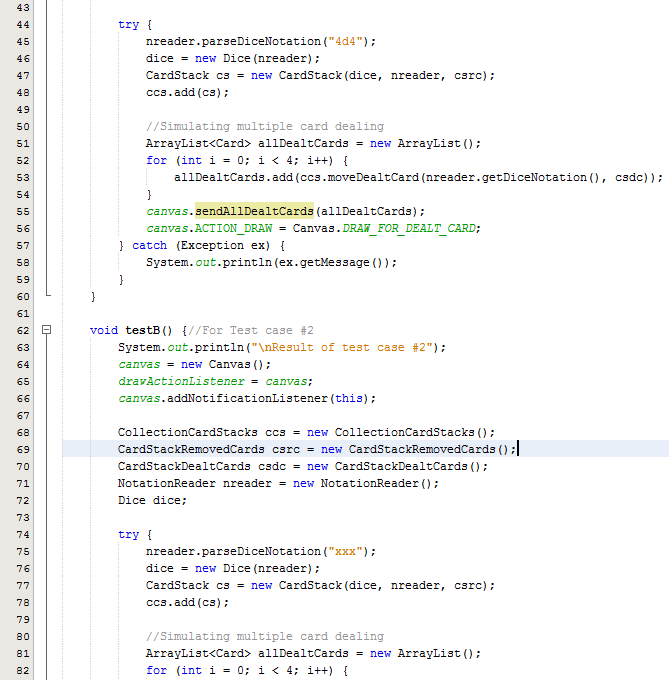 43
44 try {
45 nreader.parseDiceNotation("4d4");
46 dice = new Dice(nreader);
47 CardStack cs = new CardStack(dice, nreader, csrc);
48 ccs.add(cs);
49
50 //Simulating multiple card dealing
51 ArrayList<Card> allDealtCards = new ArrayList();
52 for (int i = 0; i < 4; i++) {
53 allDealtCards.add(ccs.moveDealtCard(nreader.getDiceNotation(), csdc));
54 }
55 canvas.sendAllDealtCards(allDealtCards);
56 canvas.ACTION_DRAW = Canvas.DRAW_FOR_DEALT_CARD;
57 } catch (Exception ex) {
58 System.out.println(ex.getMessage());
59 }
60 }
61
62 void testB() {//For Test case #2
63 System.out.println("\nResult of test case #2");
64 canvas = new Canvas();
65 drawActionListener = canvas;
66 canvas.addNotificationListener(this);
67
68 CollectionCardStacks ccs = new CollectionCardStacks();
69 CardStackRemovedCards csrc = new CardStackRemovedCards();
70 CardStackDealtCards csdc = new CardStackDealtCards();
71 NotationReader nreader = new NotationReader();
72 Dice dice;
73
74 try {
75 nreader.parseDiceNotation("xxx");
76 dice = new Dice(nreader);
77 CardStack cs = new CardStack(dice, nreader, csrc);
78 ccs.add(cs);
79
80 //Simulating multiple card dealing
81 ArrayList<Card> allDealtCards = new ArrayList();
82 for (int i = 0; i < 4; i++) {